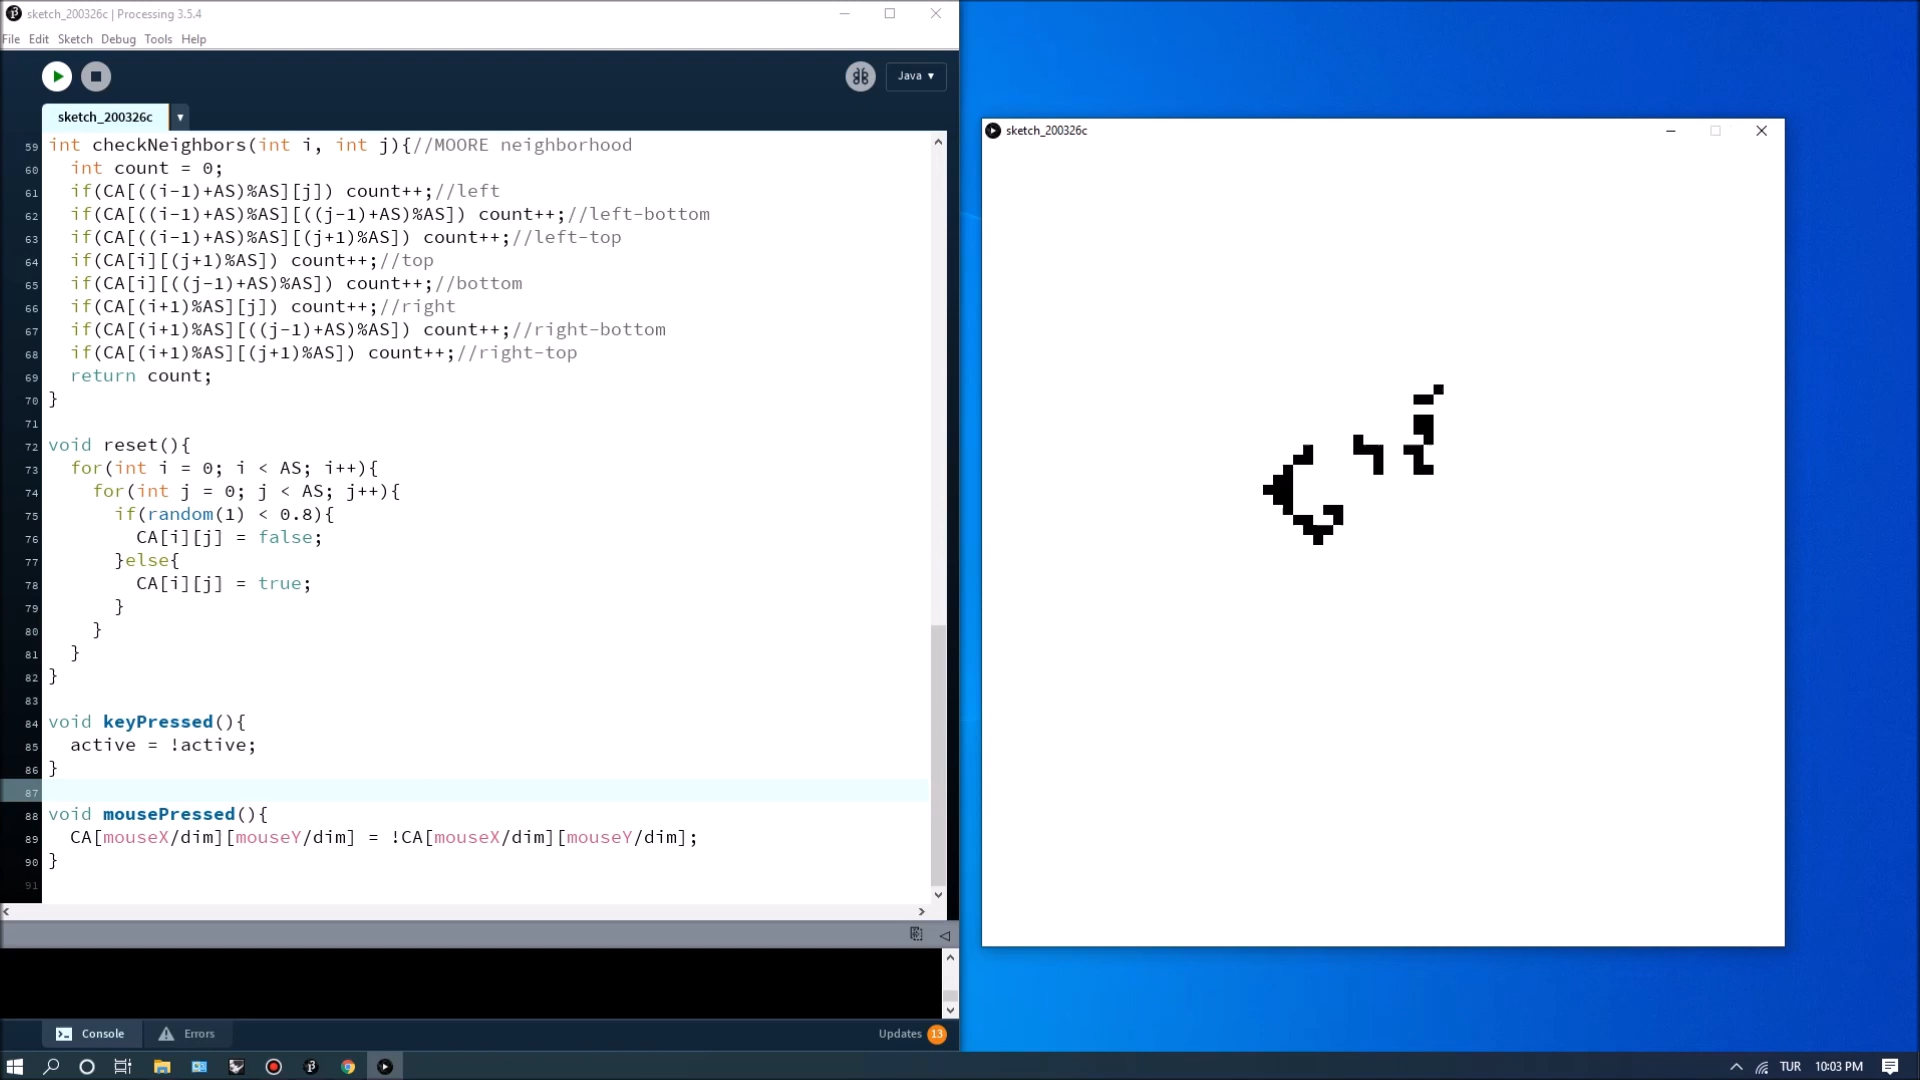 sketch_200326c | Processing 3.5.4
File Edit Sketch Debug Tools Help
Java ▼
sketch_200326c ▼
59 int checkNeighbors(int i, int j){//MOORE neighborhood
60   int count = 0;
61   if(CA[((i-1)+AS)%AS][j]) count++;//left
62   if(CA[((i-1)+AS)%AS][((j-1)+AS)%AS]) count++;//left-bottom
63   if(CA[((i-1)+AS)%AS][(j+1)%AS]) count++;//left-top
64   if(CA[i][(j+1)%AS]) count++;//top
65   if(CA[i][((j-1)+AS)%AS]) count++;//bottom
66   if(CA[(i+1)%AS][j]) count++;//right
67   if(CA[(i+1)%AS][((j-1)+AS)%AS]) count++;//right-bottom
68   if(CA[(i+1)%AS][(j+1)%AS]) count++;//right-top
69   return count;
70 }
71
72 void reset(){
73   for(int i = 0; i < AS; i++){
74     for(int j = 0; j < AS; j++){
75       if(random(1) < 0.8){
76         CA[i][j] = false;
77       }else{
78         CA[i][j] = true;
79       }
80     }
81   }
82 }
83
84 void keyPressed(){
85   active = !active;
86 }
87
88 void mousePressed(){
89   CA[mouseX/dim][mouseY/dim] = !CA[mouseX/dim][mouseY/dim];
90 }
91
Console Errors Updates 13
sketch_200326c
TUR 10:03 PM